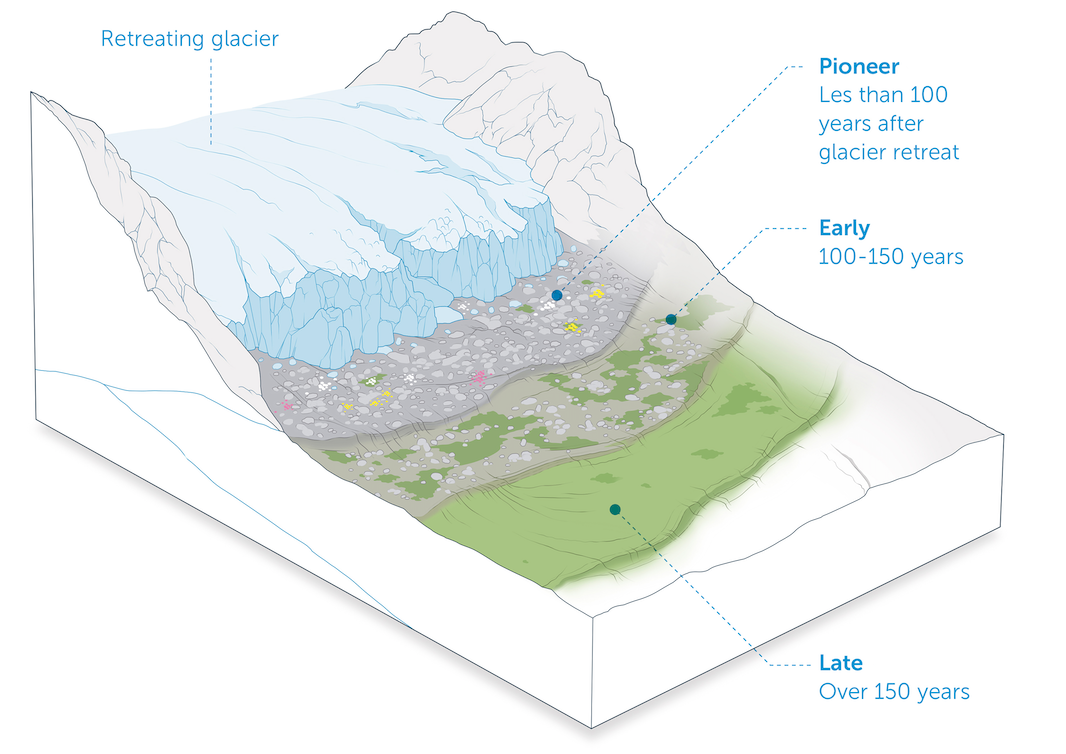 Retreating glacier
Pioneer
Les than 100
years after
glacier retreat
Early
100-150 years
Late
Over 150 years